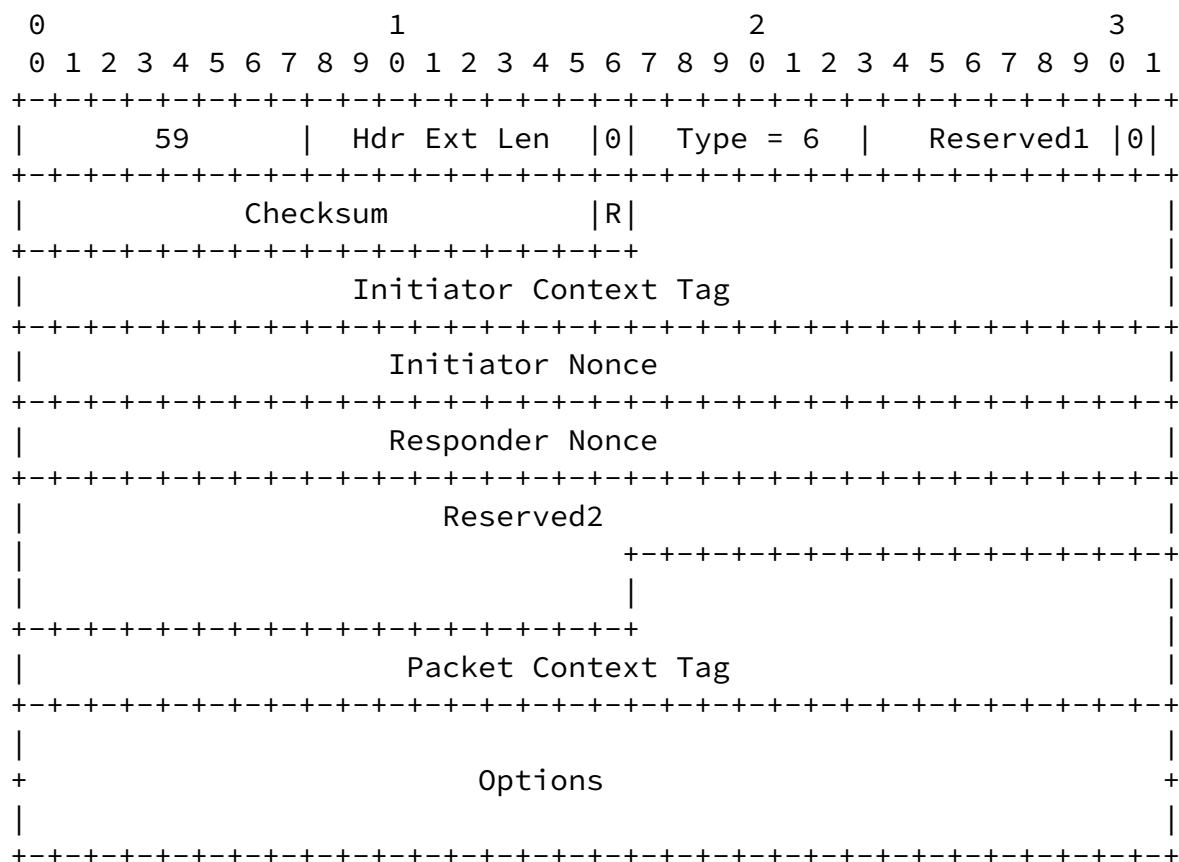 0                   1                   2                   3
 0 1 2 3 4 5 6 7 8 9 0 1 2 3 4 5 6 7 8 9 0 1 2 3 4 5 6 7 8 9 0 1
+-+-+-+-+-+-+-+-+-+-+-+-+-+-+-+-+-+-+-+-+-+-+-+-+-+-+-+-+-+-+-+-+
|       59      |  Hdr Ext Len  |0|  Type = 6  |   Reserved1 |0|
+-+-+-+-+-+-+-+-+-+-+-+-+-+-+-+-+-+-+-+-+-+-+-+-+-+-+-+-+-+-+-+-+
|            Checksum           |R|                             |
+-+-+-+-+-+-+-+-+-+-+-+-+-+-+-+-+-+                             |
|                  Initiator Context Tag                        |
+-+-+-+-+-+-+-+-+-+-+-+-+-+-+-+-+-+-+-+-+-+-+-+-+-+-+-+-+-+-+-+-+
|                    Initiator Nonce                            |
+-+-+-+-+-+-+-+-+-+-+-+-+-+-+-+-+-+-+-+-+-+-+-+-+-+-+-+-+-+-+-+-+
|                    Responder Nonce                            |
+-+-+-+-+-+-+-+-+-+-+-+-+-+-+-+-+-+-+-+-+-+-+-+-+-+-+-+-+-+-+-+-+
|                       Reserved2                               |
|                                 +-+-+-+-+-+-+-+-+-+-+-+-+-+-+-+
|                                 |                             |
+-+-+-+-+-+-+-+-+-+-+-+-+-+-+-+-+-+                             |
|                     Packet Context Tag                        |
+-+-+-+-+-+-+-+-+-+-+-+-+-+-+-+-+-+-+-+-+-+-+-+-+-+-+-+-+-+-+-+-+
|                                                               |
+                         Options                               +
|                                                               |
+-+-+-+-+-+-+-+-+-+-+-+-+-+-+-+-+-+-+-+-+-+-+-+-+-+-+-+-+-+-+-+-+